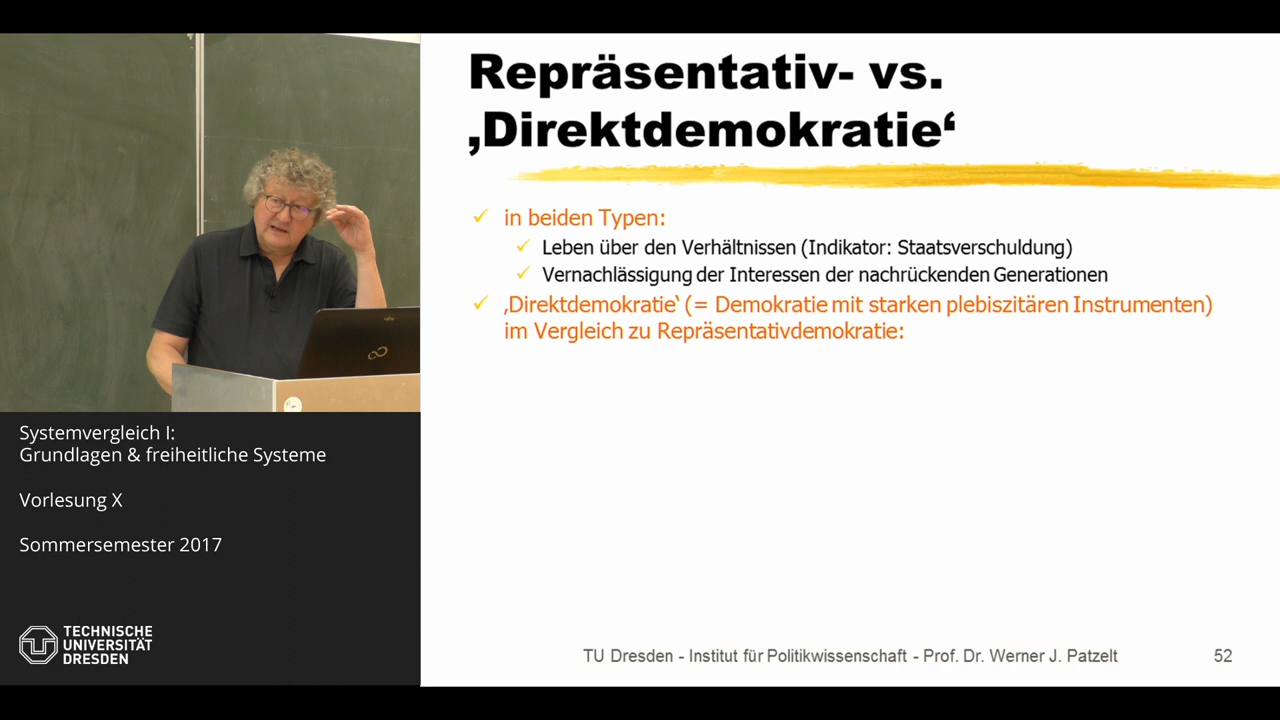 Repräsentativ- vs.
‚Direktdemokratie‘
in beiden Typen:
Leben über den Verhältnissen (Indikator: Staatsverschuldung)
Vernachlässigung der Interessen der nachrückenden Generationen
‚Direktdemokratie‘ (= Demokratie mit starken plebiszitären Instrumenten)
im Vergleich zu Repräsentativdemokratie:
Systemvergleich I:
Grundlagen & freiheitliche Systeme
Vorlesung X
Sommersemester 2017
TECHNISCHE
UNIVERSITÄT
DRESDEN
TU Dresden - Institut für Politikwissenschaft - Prof. Dr. Werner J. Patzelt
52